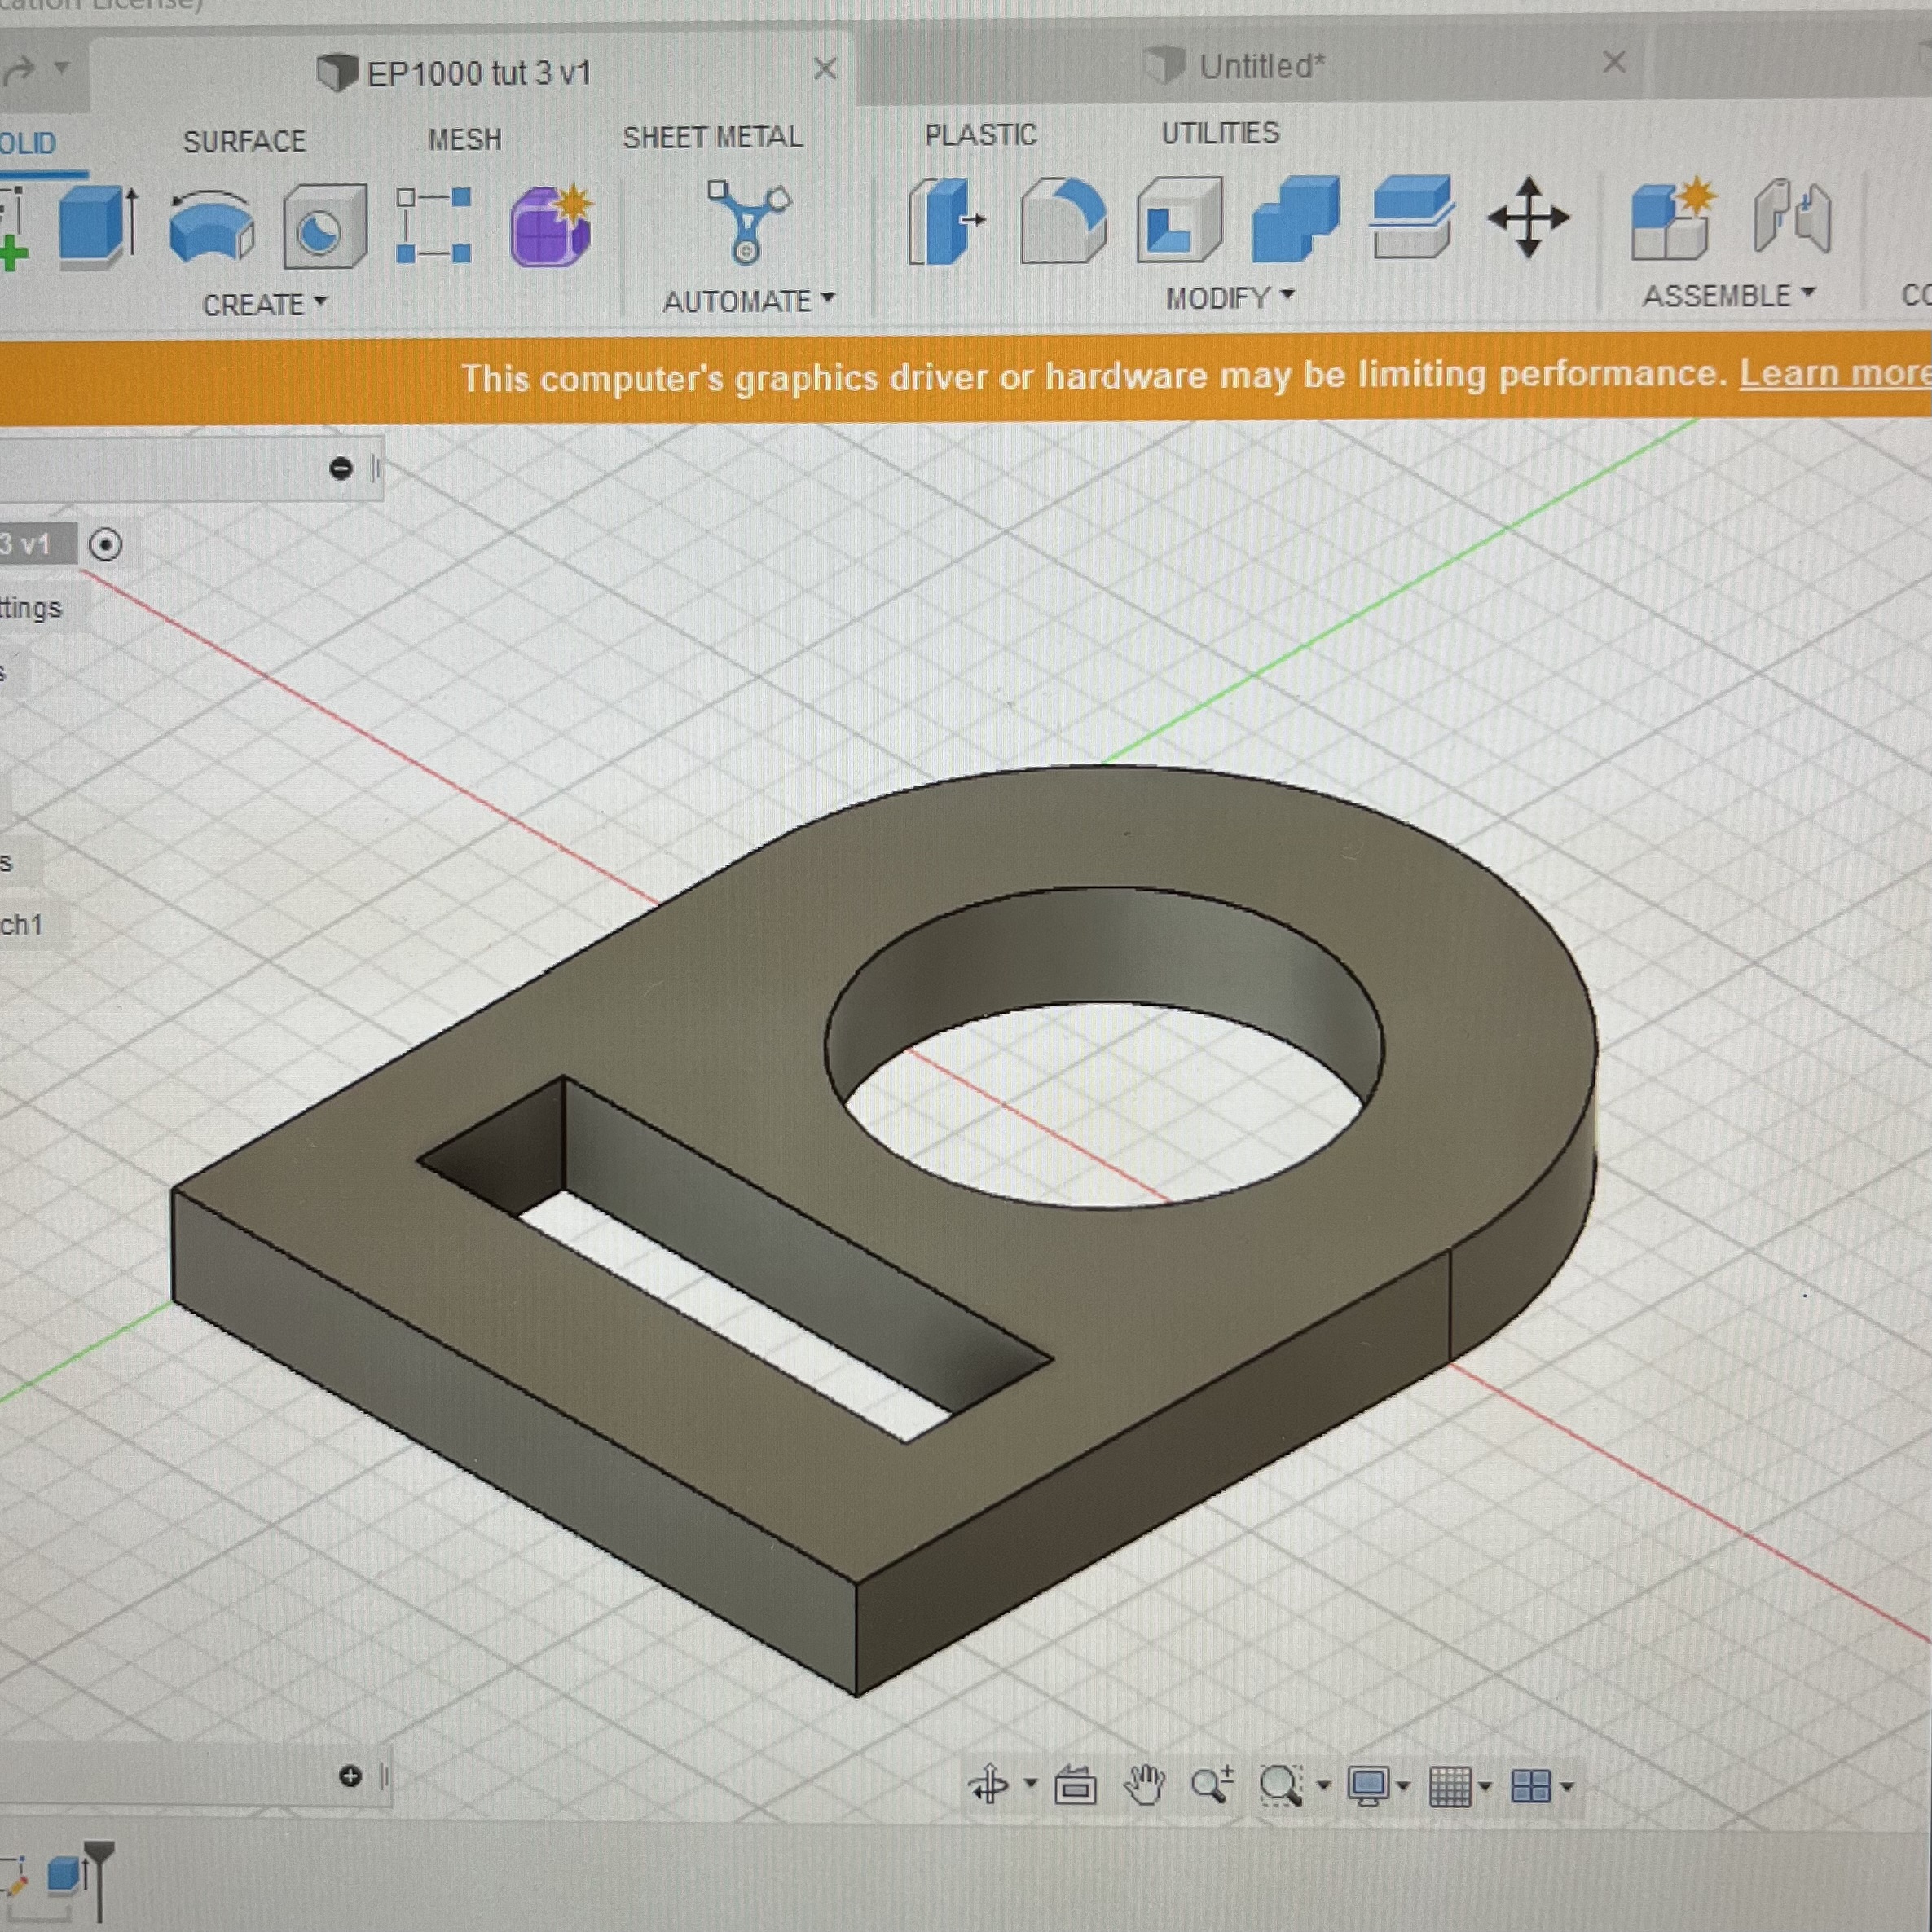 cation License)
EP1000 tut 3 v1
Untitled*
OLID SURFACE MESH SHEET METAL PLASTIC UTILITIES
CREATE AUTOMATE MODIFY ASSEMBLE CO
This computer's graphics driver or hardware may be limiting performance. Learn more
3 v1
ttings
s
s
ch1